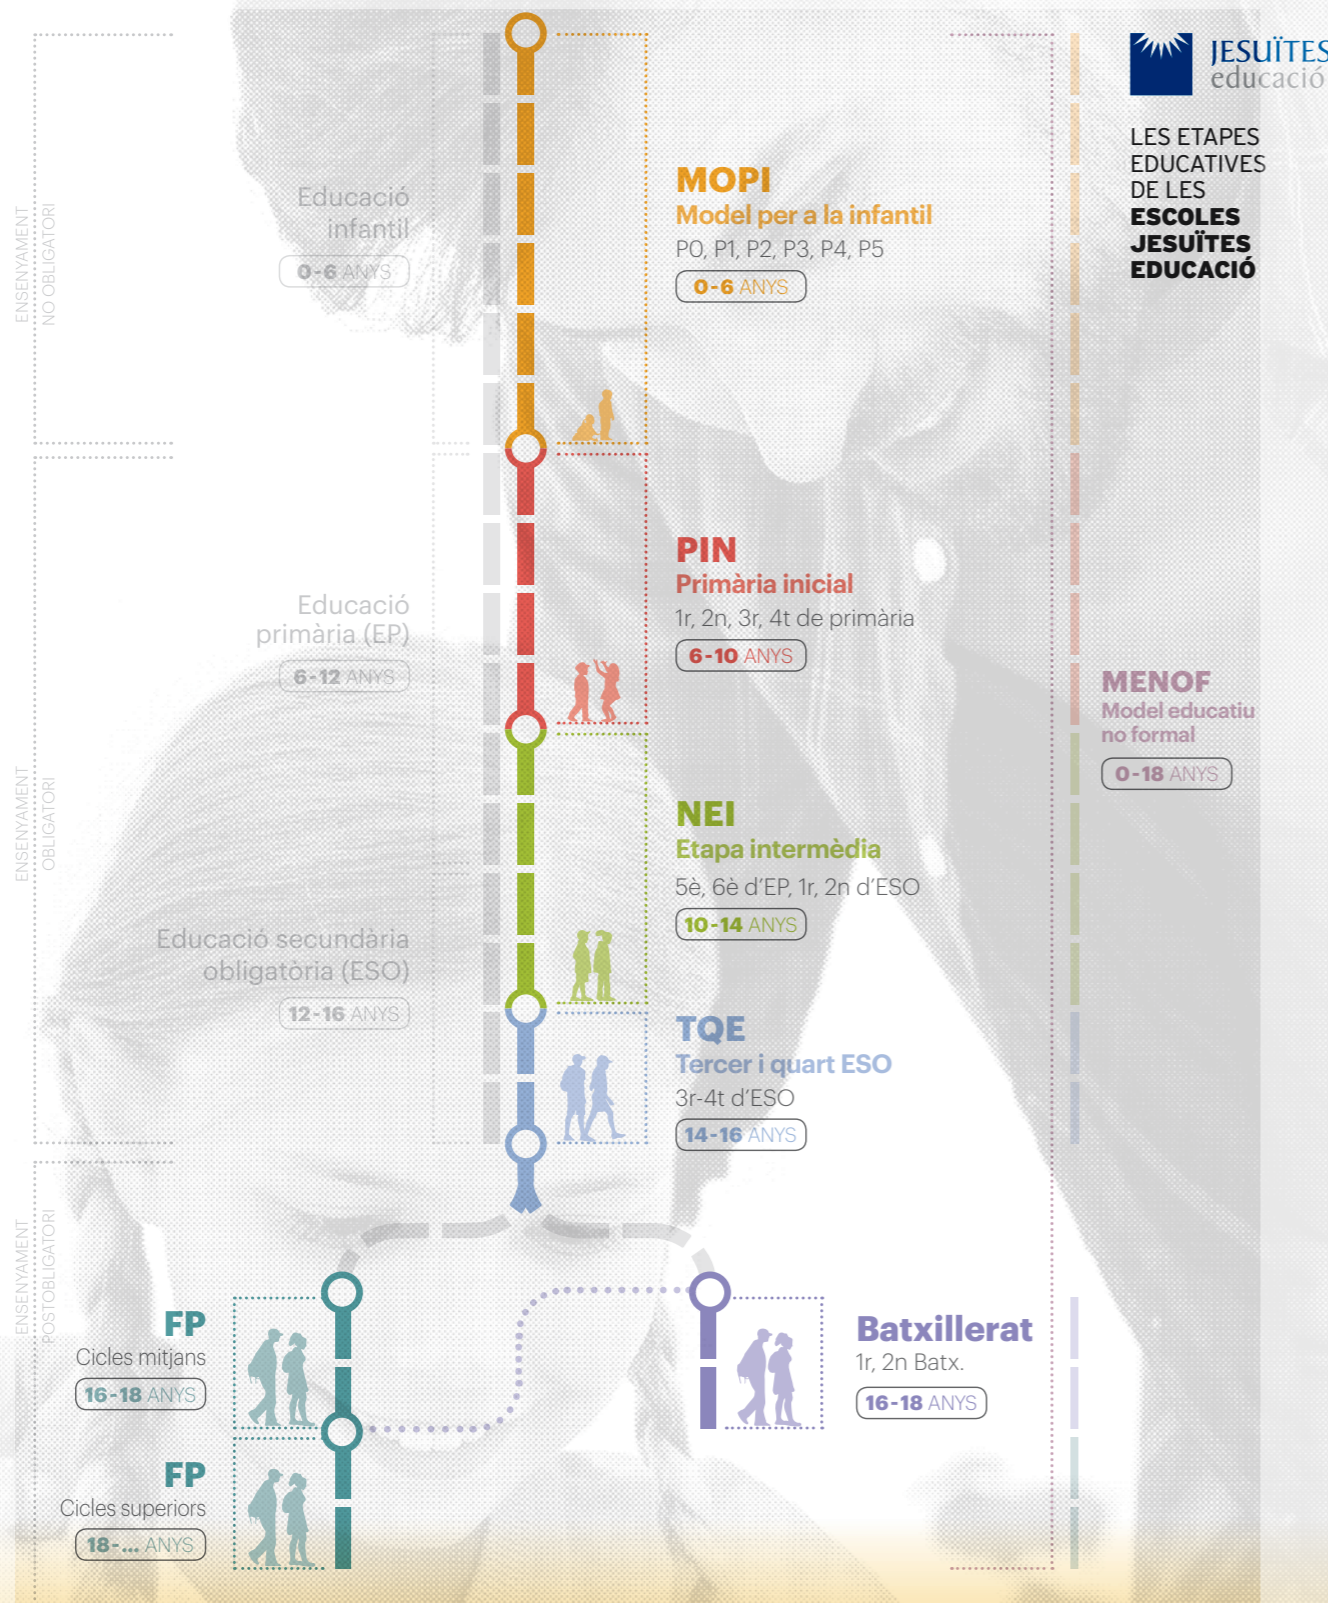 JESUÏTES
educació
LES ETAPES
EDUCATIVES
DE LES
ESCOLES
JESUÏTES
EDUCACIÓ
ENSENYAMENT
NO OBLIGATORI
Educació
infantil
0-6 ANYS
MOPI
Model per a la infantil
P0, P1, P2, P3, P4, P5
0-6 ANYS
ENSENYAMENT
OBLIGATORI
Educació
primària (EP)
6-12 ANYS
PIN
Primària inicial
1r, 2n, 3r, 4t de primària
6-10 ANYS
MENOF
Model educatiu
no formal
0-18 ANYS
NEI
Etapa intermèdia
5è, 6è d’EP, 1r, 2n d’ESO
10-14 ANYS
Educació secundària
obligatòria (ESO)
12-16 ANYS
TQE
Tercer i quart ESO
3r-4t d’ESO
14-16 ANYS
ENSENYAMENT
POSTOBLIGATORI
FP
Cicles mitjans
16-18 ANYS
Batxillerat
1r, 2n Batx.
16-18 ANYS
FP
Cicles superiors
18-... ANYS